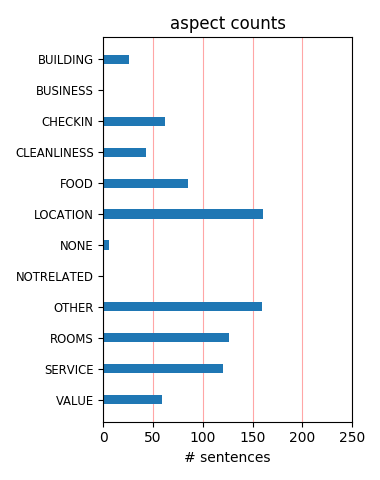 aspect counts
BUILDING
BUSINESS
CHECKIN
CLEANLINESS
FOOD
LOCATION
NONE
NOTRELATED
OTHER
ROOMS
SERVICE
VALUE
0 50 100 150 200 250
# sentences